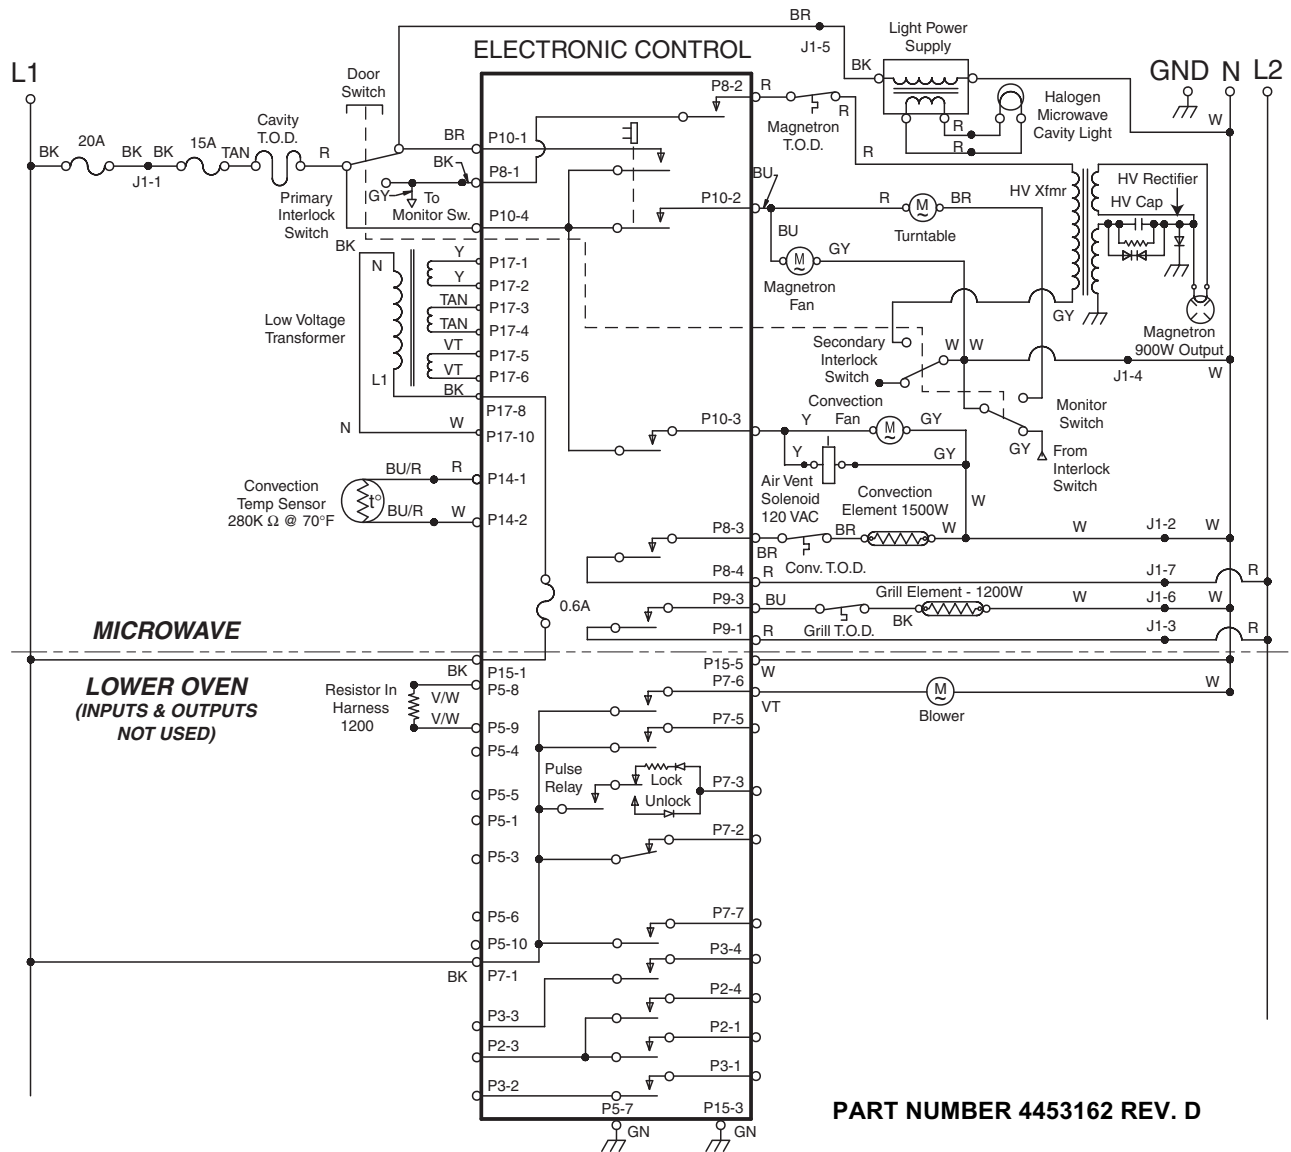 BR
J1-5
Light Power
Supply
ELECTRONIC CONTROL
L1
Door
Switch
BK
GND N L2
P8-2
R
R
Magnetron
T.O.D.
Halogen
Microwave
Cavity Light
R
R
W
Cavity
T.O.D.
20A
15A
BK
BK
BK
TAN
R
J1-1
BR
P10-1
BK
P8-1
GY
To
Monitor Sw.
Primary
Interlock
Switch
P10-4
R
BU
P10-2
R
BR
Turntable
HV Xfmr
HV Rectifier
HV Cap
BU
GY
Magnetron
Fan
BK
N
Y
P17-1
Y
P17-2
TAN
P17-3
TAN
P17-4
VT
P17-5
VT
P17-6
Low Voltage
Transformer
L1
BK
P17-8
N
W
P17-10
GY
Magnetron
900W Output
Secondary
Interlock
Switch
W
W
J1-4
W
Convection
Fan
Monitor
Switch
P10-3
Y
GY
Y
GY
GY
From
Interlock
Switch
Air Vent
Solenoid
120 VAC
Convection
Element 1500W
W
Convection
Temp Sensor
280K Ω @ 70°F
t°
BU/R
R
P14-1
BU/R
W
P14-2
P8-3
BR
BR
W
W
J1-2
W
Conv. T.O.D.
P8-4
R
J1-7
R
0.6A
P9-3
BU
Grill Element - 1200W
BK
W
J1-6
W
Grill T.O.D.
P9-1
R
J1-3
R
MICROWAVE
BK
P15-1
P15-5
W
LOWER OVEN
(INPUTS & OUTPUTS
NOT USED)
Resistor In
Harness
1200
V/W
V/W
P5-8
P5-9
P5-4
P7-6
VT
Blower
W
P7-5
Pulse
Relay
Lock
Unlock
P7-3
P5-5
P5-1
P7-2
P5-3
P5-6
P7-7
P5-10
BK
P7-1
P3-4
P2-4
P3-3
P2-1
P2-3
P3-1
P3-2
P5-7
P15-3
GN
GN
M
M
M
M
PART NUMBER 4453162 REV. D